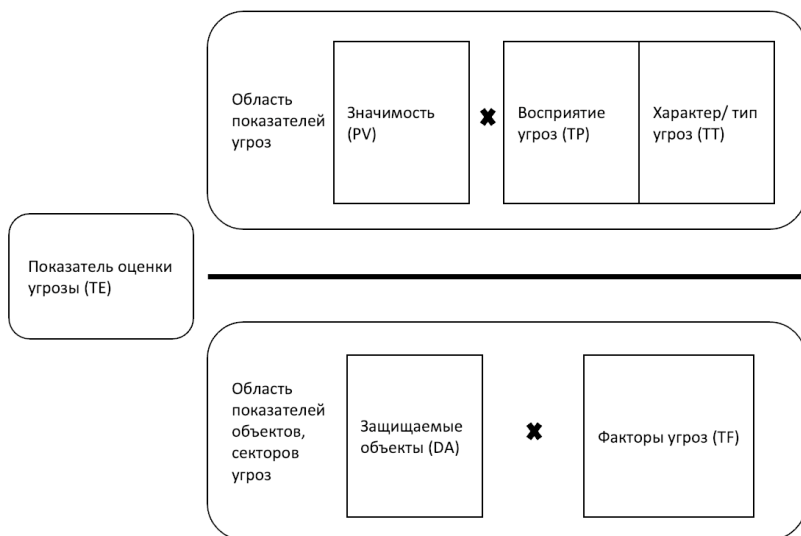 Область
показателей
угроз
Значимость
(PV)
Восприятие
угроз (TP)
Характер/ тип
угроз (TT)
Показатель оценки
угрозы (TE)
Область
показателей
объектов,
секторов
угроз
Защищаемые
объекты (DA)
Факторы угроз (TF)